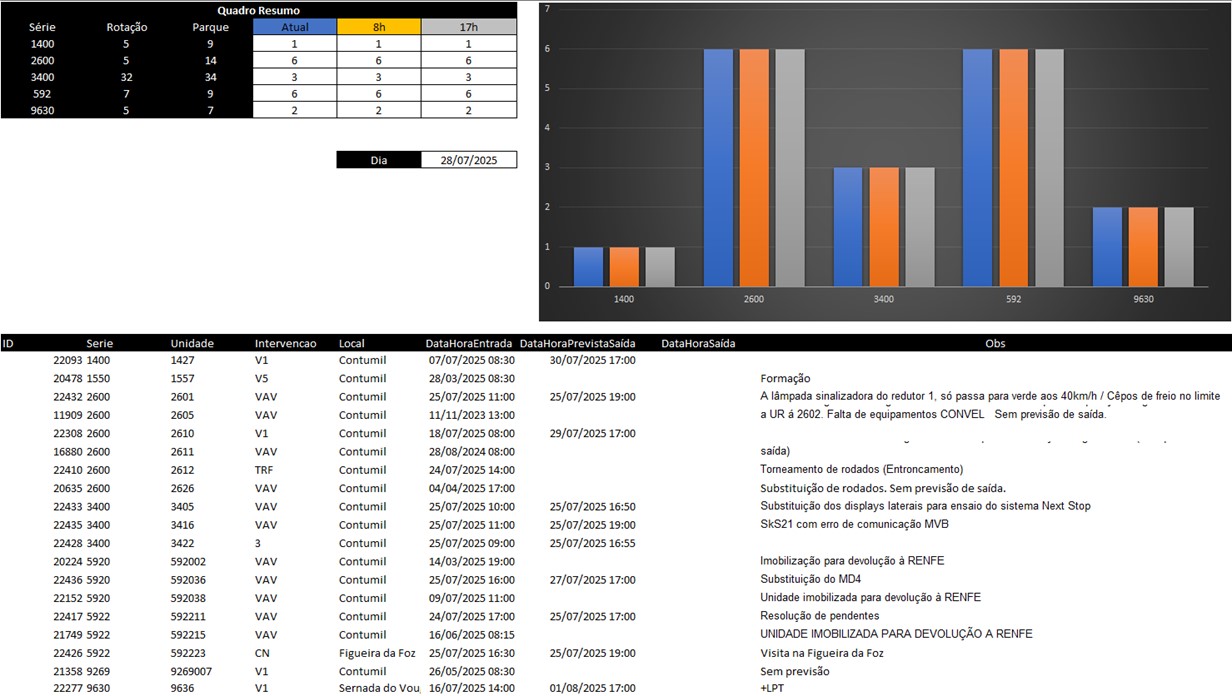 Quadro Resumo
Série Rotação Parque Atual 8h 17h
1400 5 9 1 1 1
2600 5 14 6 6 6
3400 32 34 3 3 3
592 7 9 6 6 6
9630 5 7 2 2 2
Dia 28/07/2025
7
6
5
4
3
2
1
0
1400 2600 3400 592 9630
ID Serie Unidade Intervencao Local DataHoraEntrada DataHoraPrevistaSaída DataHoraSaída Obs
22093 1400 1427 V1 Contumil 07/07/2025 08:30 30/07/2025 17:00
20478 1550 1557 V5 Contumil 28/03/2025 08:30 Formação
22432 2600 2601 VAV Contumil 25/07/2025 11:00 25/07/2025 19:00 A lâmpada sinalizadora do redutor 1, só passa para verde aos 40km/h / Cêpos de freio no limite
11909 2600 2605 VAV Contumil 11/11/2023 13:00 a UR á 2602. Falta de equipamentos CONVEL Sem previsão de saída.
22308 2600 2610 V1 Contumil 18/07/2025 08:00 29/07/2025 17:00
16880 2600 2611 VAV Contumil 28/08/2024 08:00 saída)
22410 2600 2612 TRF Contumil 24/07/2025 14:00 Torneamento de rodados (Entroncamento)
20635 2600 2626 VAV Contumil 04/04/2025 17:00 Substituição de rodados. Sem previsão de saída.
22433 3400 3405 VAV Contumil 25/07/2025 10:00 25/07/2025 16:50 Substituição dos displays laterais para ensaio do sistema Next Stop
22435 3400 3416 VAV Contumil 25/07/2025 11:00 25/07/2025 19:00 SkS21 com erro de comunicação MVB
22428 3400 3422 3 Contumil 25/07/2025 09:00 25/07/2025 16:55
20224 5920 592002 VAV Contumil 14/03/2025 19:00 Imobilização para devolução à RENFE
22436 5920 592036 VAV Contumil 25/07/2025 16:00 27/07/2025 17:00 Substituição do MD4
22152 5920 592038 VAV Contumil 09/07/2025 11:00 Unidade imobilizada para devolução à RENFE
22417 5922 592211 VAV Contumil 24/07/2025 17:00 25/07/2025 17:00 Resolução de pendentes
21749 5922 592215 VAV Contumil 16/06/2025 08:15 UNIDADE IMOBILIZADA PARA DEVOLUÇÃO A RENFE
22426 5922 592223 CN Figueira da Foz 25/07/2025 16:30 25/07/2025 19:00 Visita na Figueira da Foz
21358 9269 9269007 V1 Contumil 26/05/2025 08:30 Sem previsão
22277 9630 9636 V1 Sernada do Vou 16/07/2025 14:00 01/08/2025 17:00 +LPT